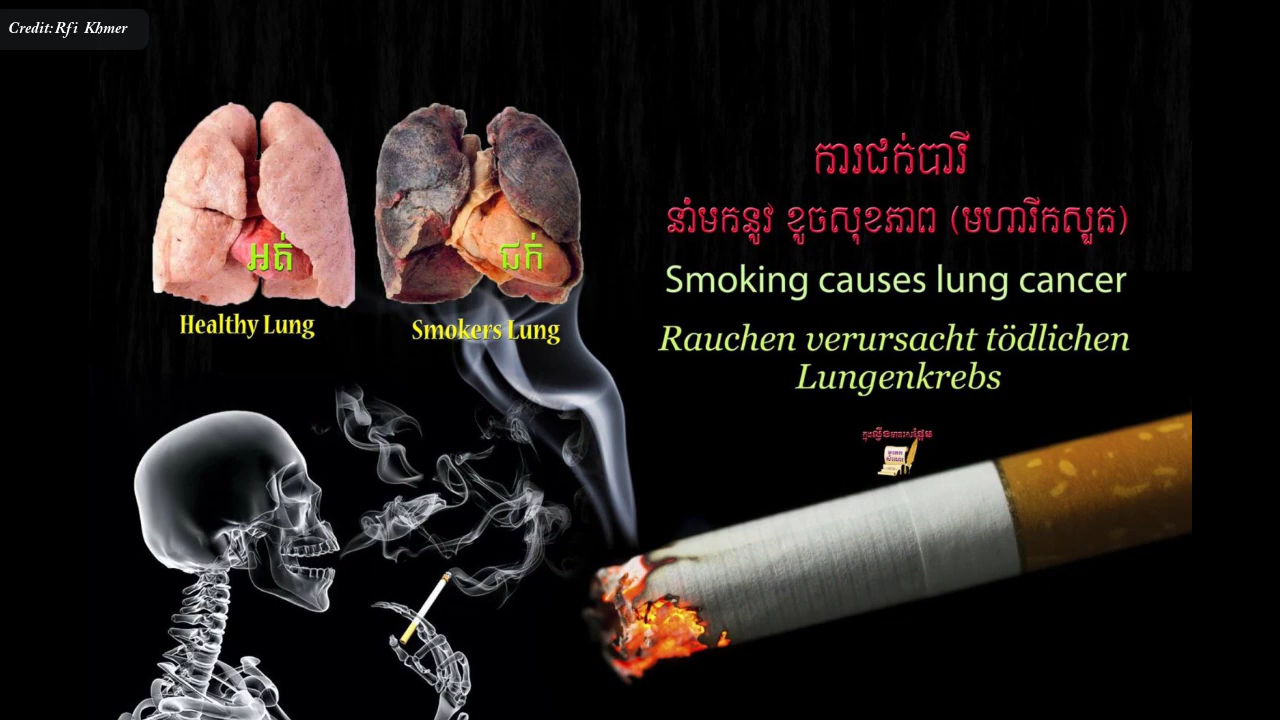 Credit:Rfi Khmer
ការជក់បារី
នាំមកនូវ ខូចសុខភាព (មហារីកសួត)
Smoking causes lung cancer
Rauchen verursacht tödlichen
Lungenkrebs
អត់
ជក់
Healthy Lung
Smokers Lung